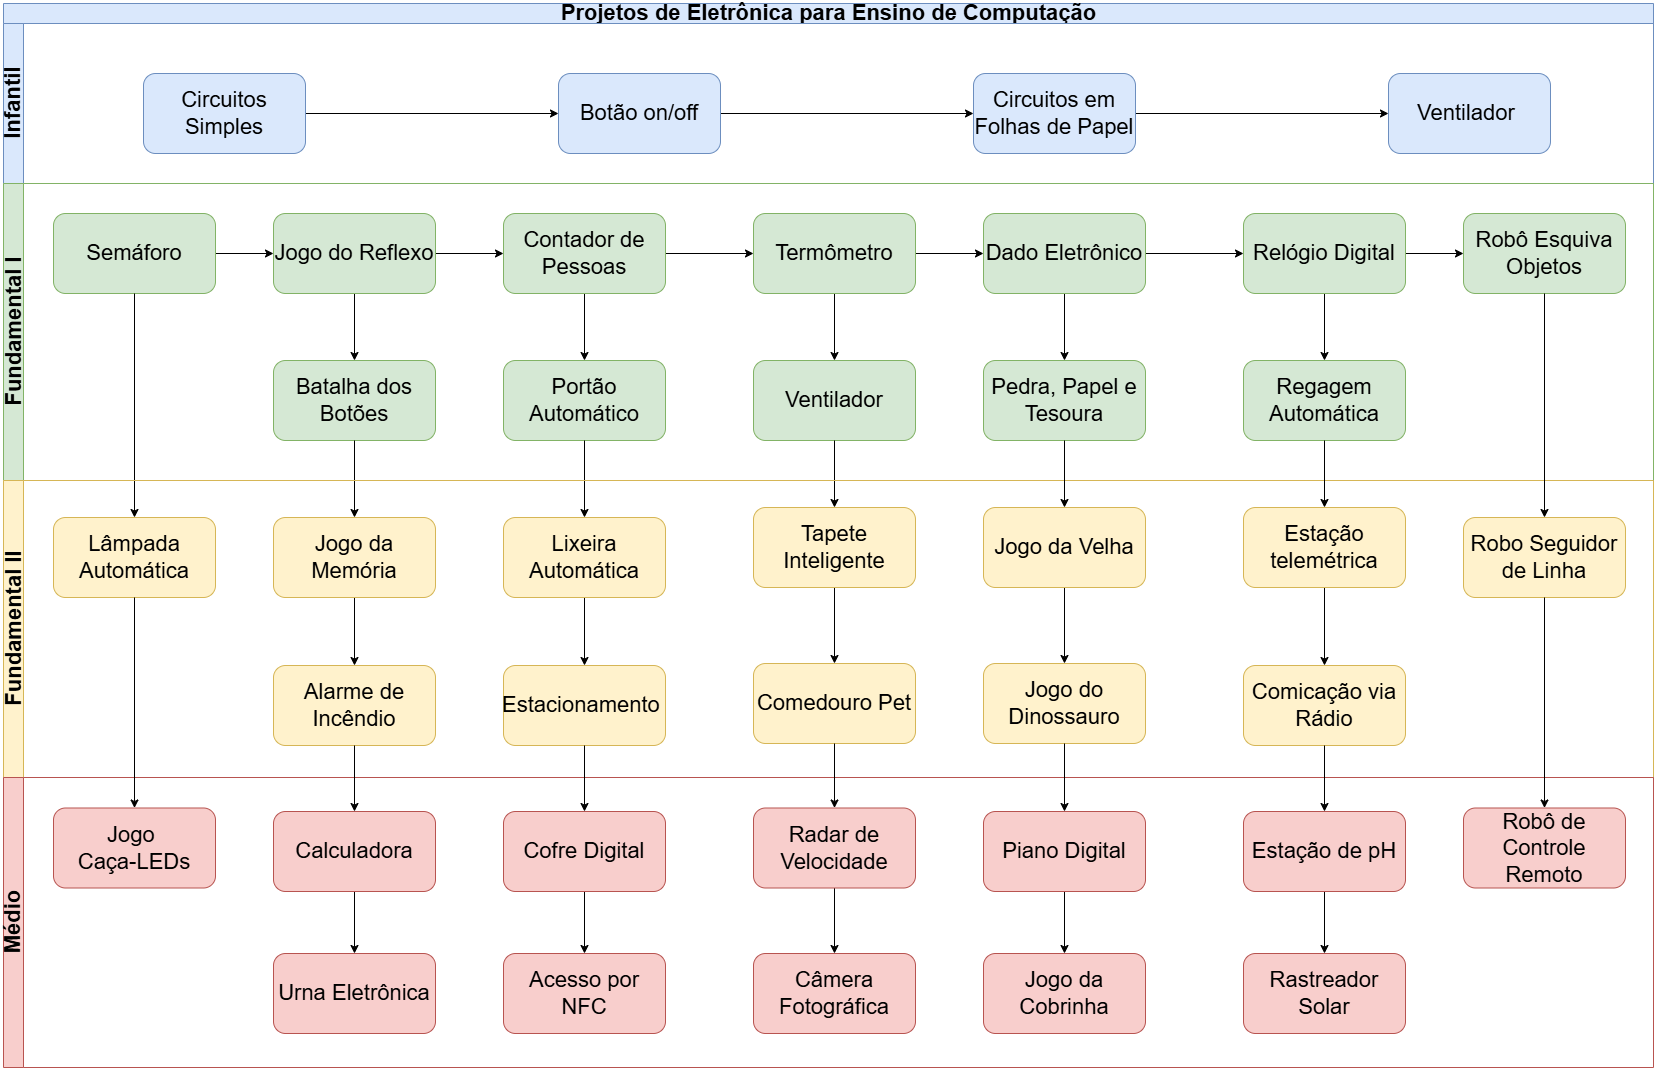 Projetos de Eletrônica para Ensino de Computação
Infantil
Circuitos
Simples
Botão on/off
Circuitos em
Folhas de Papel
Ventilador
Fundamental I
Semáforo
Jogo do Reflexo
Contador de
Pessoas
Termômetro
Dado Eletrônico
Relógio Digital
Robô Esquiva
Objetos
Batalha dos
Botões
Portão
Automático
Ventilador
Pedra, Papel e
Tesoura
Regagem
Automática
Fundamental II
Lâmpada
Automática
Jogo da
Memória
Lixeira
Automática
Tapete
Inteligente
Jogo da Velha
Estação
telemétrica
Robo Seguidor
de Linha
Alarme de
Incêndio
Estacionamento
Comedouro Pet
Jogo do
Dinossauro
Comicação via
Rádio
Médio
Jogo
Caça-LEDs
Calculadora
Cofre Digital
Radar de
Velocidade
Piano Digital
Estação de pH
Robô de
Controle
Remoto
Urna Eletrônica
Acesso por
NFC
Câmera
Fotográfica
Jogo da
Cobrinha
Rastreador
Solar